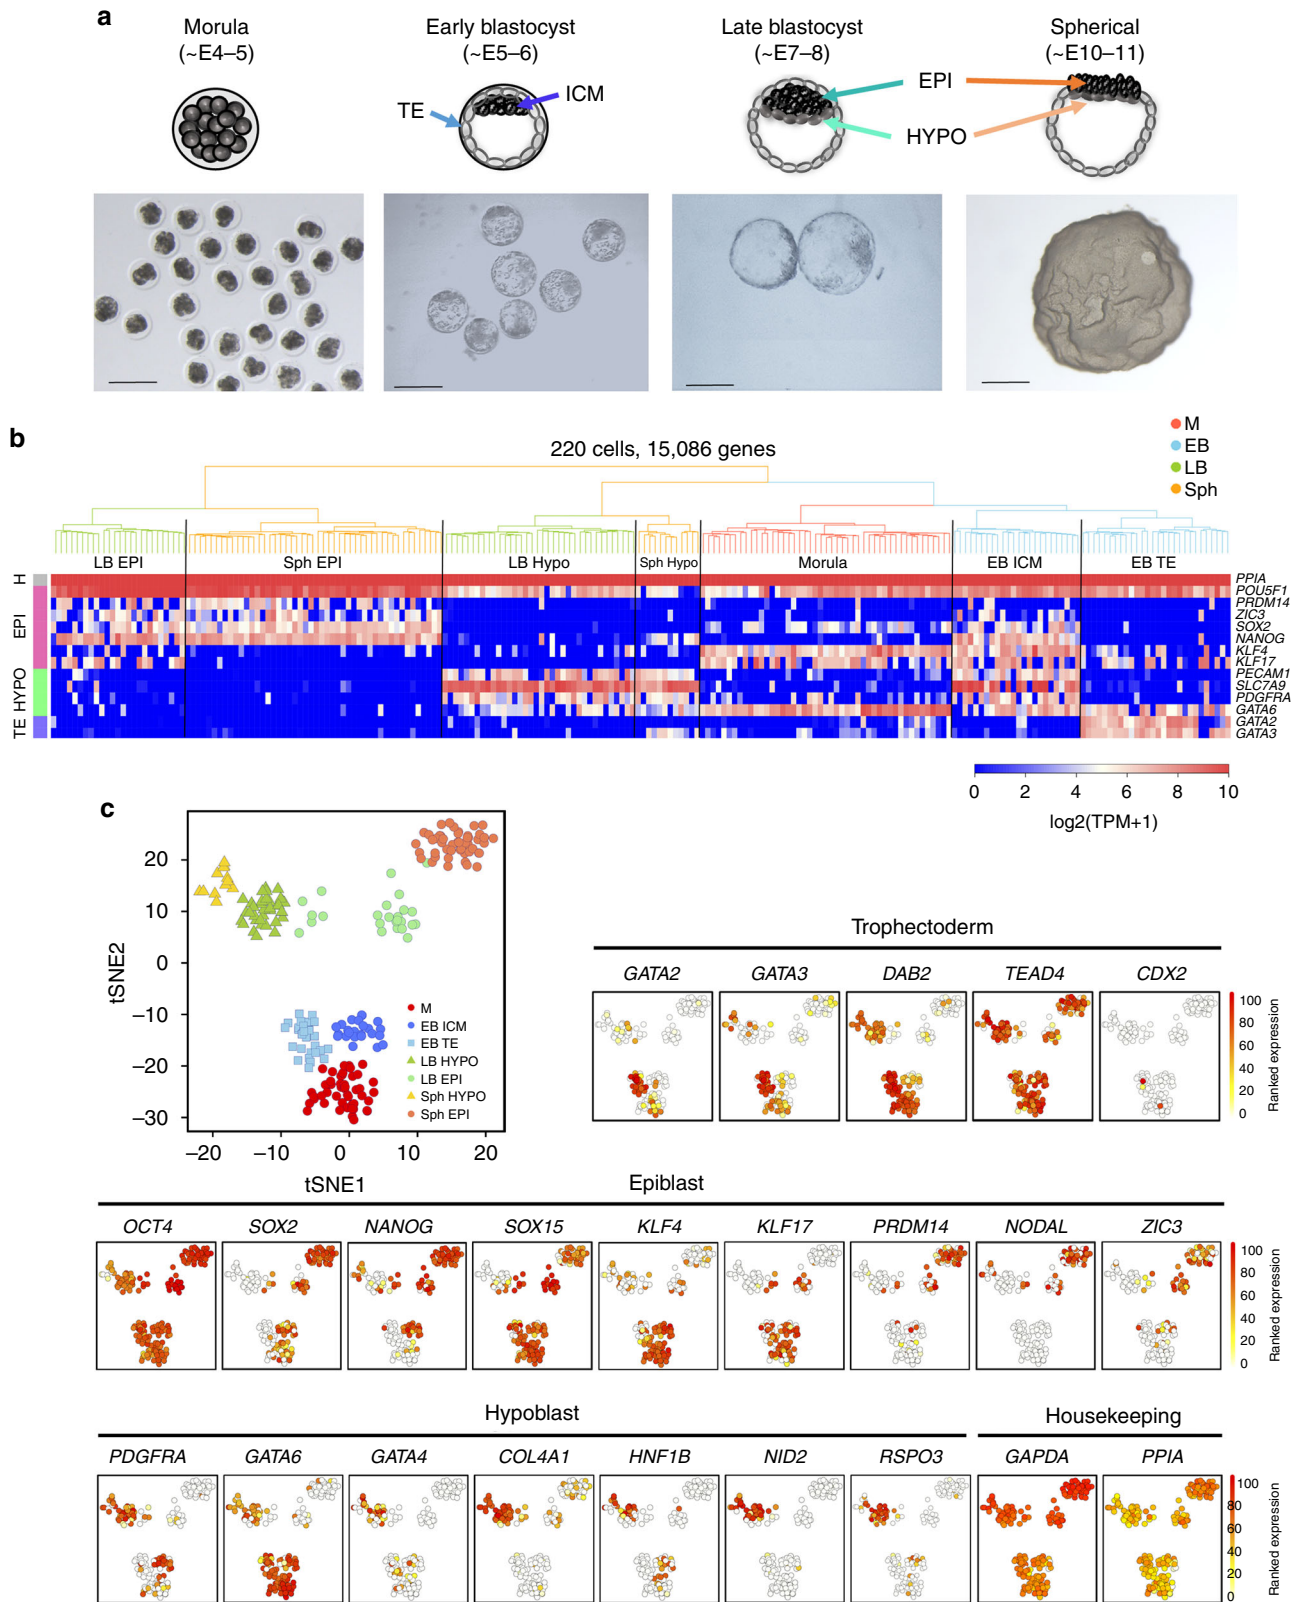 a
Morula
(~E4–5)
Early blastocyst
(~E5–6)
Late blastocyst
(~E7–8)
Spherical
(~E10–11)
TE
ICM
EPI
HYPO
b
220 cells, 15,086 genes
M
EB
LB
Sph
LB EPI
Sph EPI
LB Hypo
Sph Hypo
Morula
EB ICM
EB TE
H
EPI
HYPO
TE
PPIA
POU5F1
PRDM14
ZIC3
SOX2
NANOG
KLF4
KLF17
PECAM1
SLC7A9
PDGFRA
GATA6
GATA2
GATA3
0 2 4 6 8 10
log2(TPM+1)
c
tSNE2
20
10
0
–10
–20
–30
–20 –10 0 10 20
tSNE1
M
EB ICM
EB TE
LB HYPO
LB EPI
Sph HYPO
Sph EPI
Trophectoderm
GATA2 GATA3 DAB2 TEAD4 CDX2
100
80
60
40
20
0
Ranked expression
Epiblast
OCT4 SOX2 NANOG SOX15 KLF4 KLF17 PRDM14 NODAL ZIC3
100
80
60
40
20
0
Ranked expression
Hypoblast
Housekeeping
PDGFRA GATA6 GATA4 COL4A1 HNF1B NID2 RSPO3 GAPDA PPIA
100
80
60
40
20
0
Ranked expression